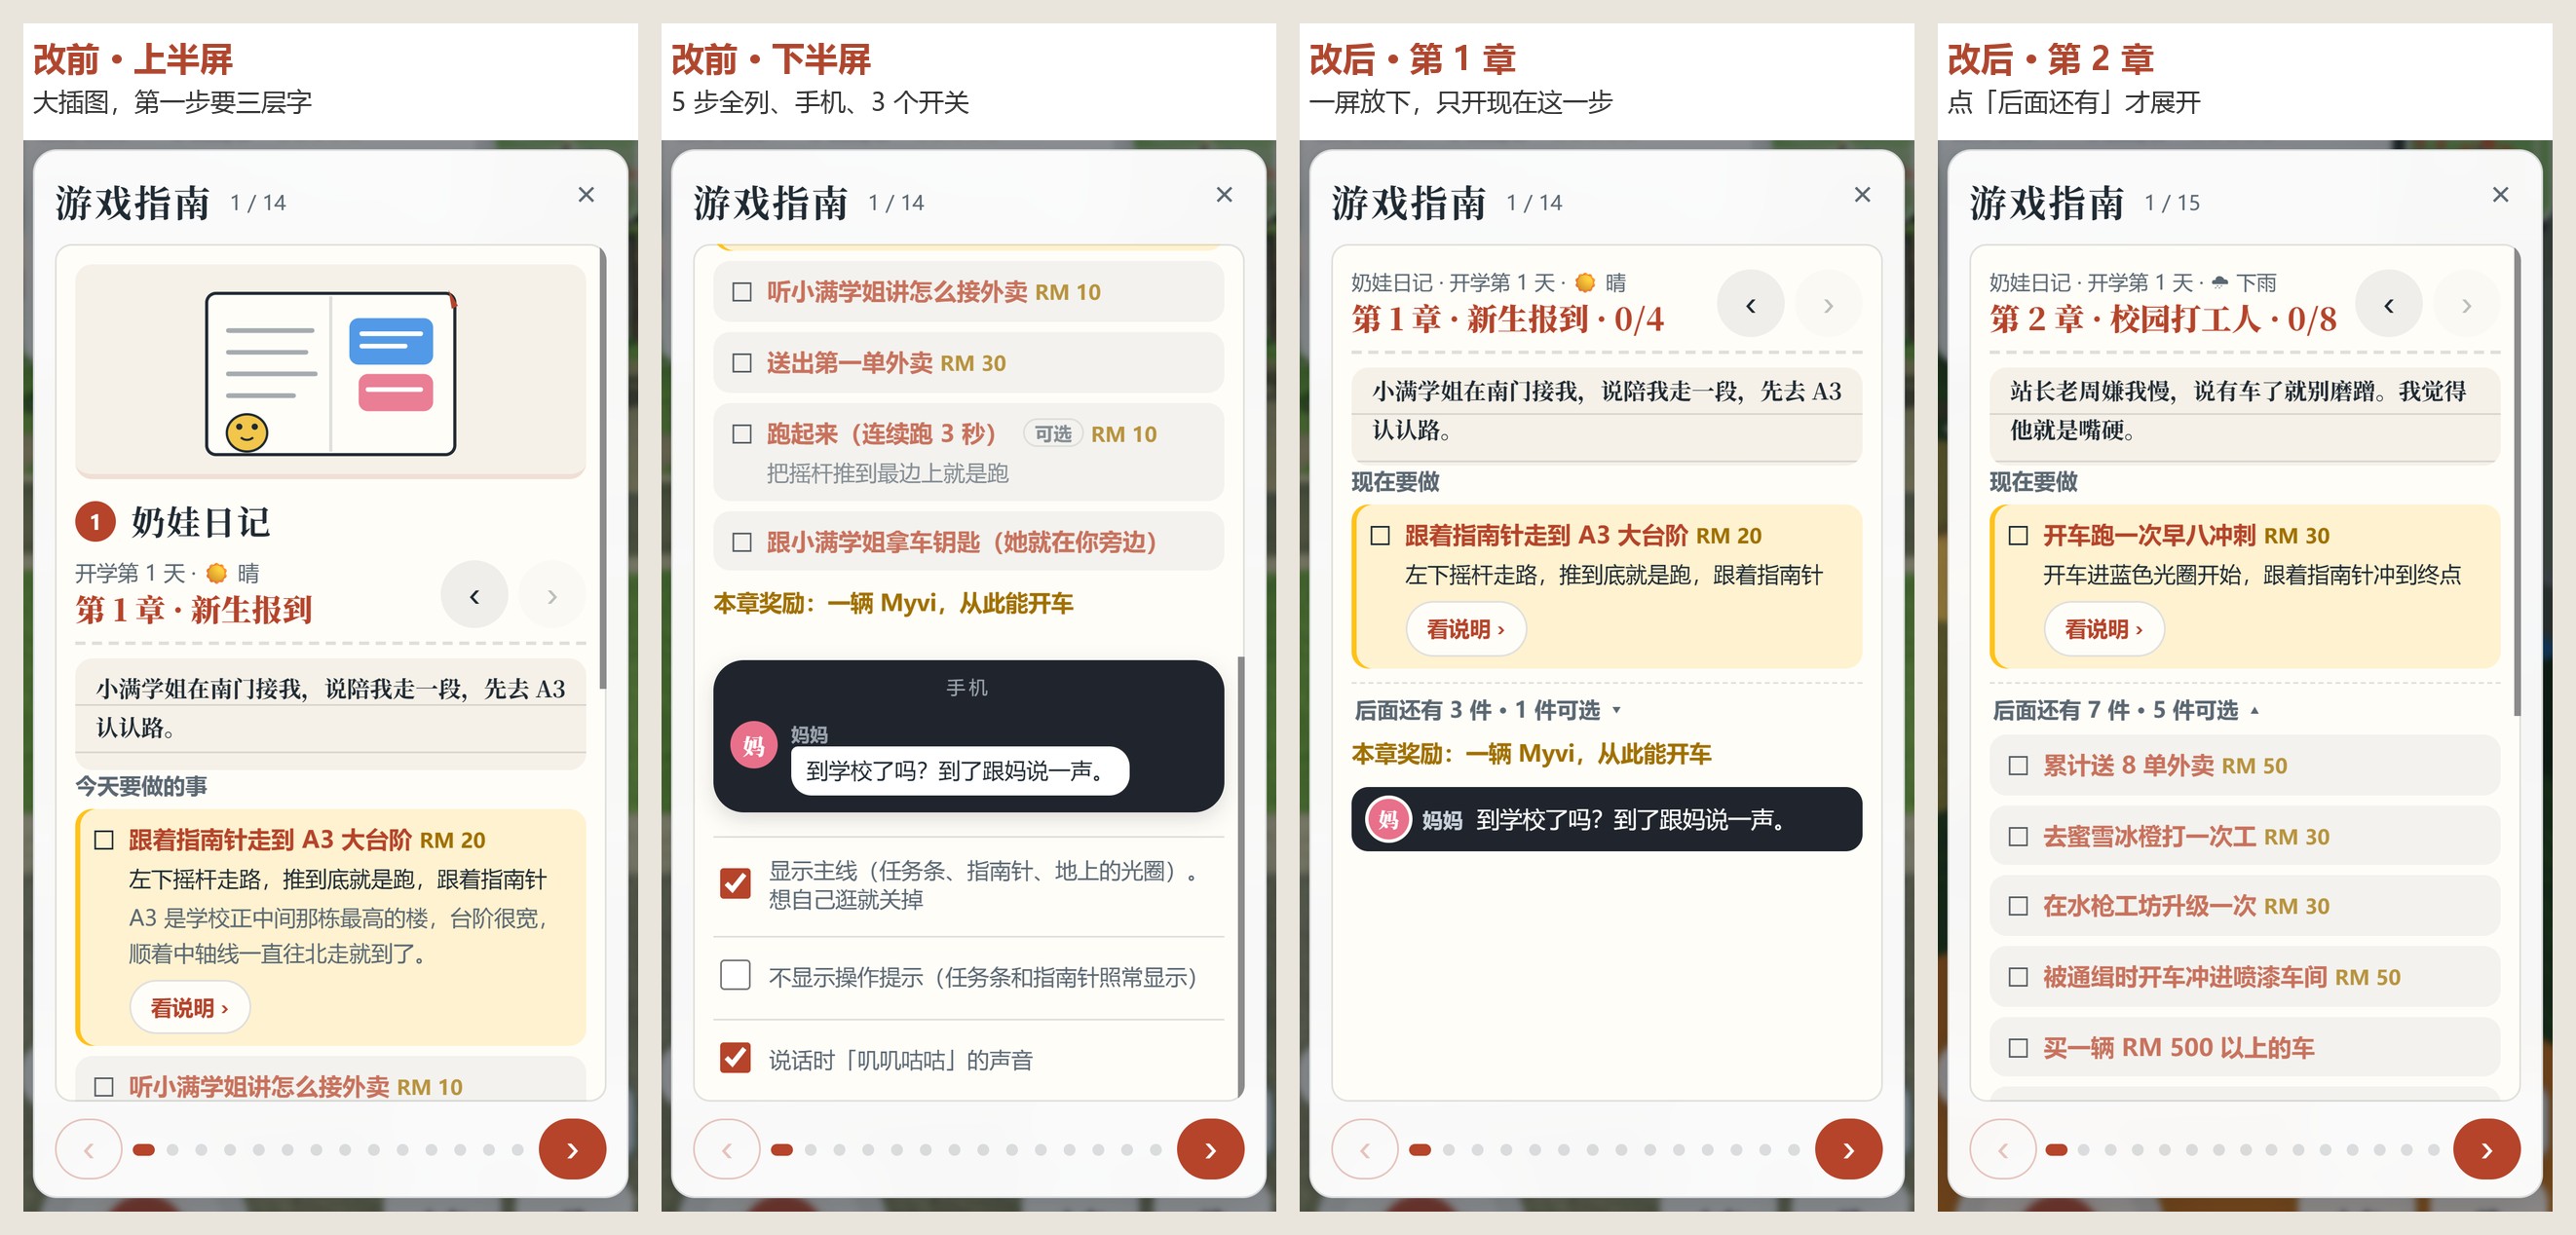 改前 • 上半屏
大插图，第一步要三层字
游戏指南 1 / 14 ×
1 奶娃日记
开学第 1 天 · 晴
第 1 章 · 新生报到
‹ ›
小满学姐在南门接我，说陪我走一段，先去 A3
认认路。
今天要做的事
跟着指南针走到 A3 大台阶 RM 20
左下摇杆走路，推到底就是跑，跟着指南针
A3 是学校正中间那栋最高的楼，台阶很宽，
顺着中轴线一直往北走就到了。
看说明 ›
听小满学姐讲怎么接外卖 RM 10
‹ ›
改前 • 下半屏
5 步全列、手机、3 个开关
游戏指南 1 / 14 ×
听小满学姐讲怎么接外卖 RM 10
送出第一单外卖 RM 30
跑起来（连续跑 3 秒） 可选 RM 10
把摇杆推到最边上就是跑
跟小满学姐拿车钥匙（她就在你旁边）
本章奖励：一辆 Myvi，从此能开车
手机
妈 妈妈
到学校了吗？到了跟妈说一声。
显示主线（任务条、指南针、地上的光圈）。
想自己逛就关掉
不显示操作提示（任务条和指南针照常显示）
说话时「叽叽咕咕」的声音
‹ ›
改后 • 第 1 章
一屏放下，只开现在这一步
游戏指南 1 / 14 ×
奶娃日记 · 开学第 1 天 · 晴
第 1 章 · 新生报到 · 0/4
‹ ›
小满学姐在南门接我，说陪我走一段，先去 A3
认认路。
现在要做
跟着指南针走到 A3 大台阶 RM 20
左下摇杆走路，推到底就是跑，跟着指南针
看说明 ›
后面还有 3 件 • 1 件可选 ▾
本章奖励：一辆 Myvi，从此能开车
妈 妈妈 到学校了吗？到了跟妈说一声。
‹ ›
改后 • 第 2 章
点「后面还有」才展开
游戏指南 1 / 15 ×
奶娃日记 · 开学第 1 天 · 下雨
第 2 章 · 校园打工人 · 0/8
‹ ›
站长老周嫌我慢，说有车了就别磨蹭。我觉得
他就是嘴硬。
现在要做
开车跑一次早八冲刺 RM 30
开车进蓝色光圈开始，跟着指南针冲到终点
看说明 ›
后面还有 7 件 • 5 件可选 ▴
累计送 8 单外卖 RM 50
去蜜雪冰橙打一次工 RM 30
在水枪工坊升级一次 RM 30
被通缉时开车冲进喷漆车间 RM 50
买一辆 RM 500 以上的车
‹ ›